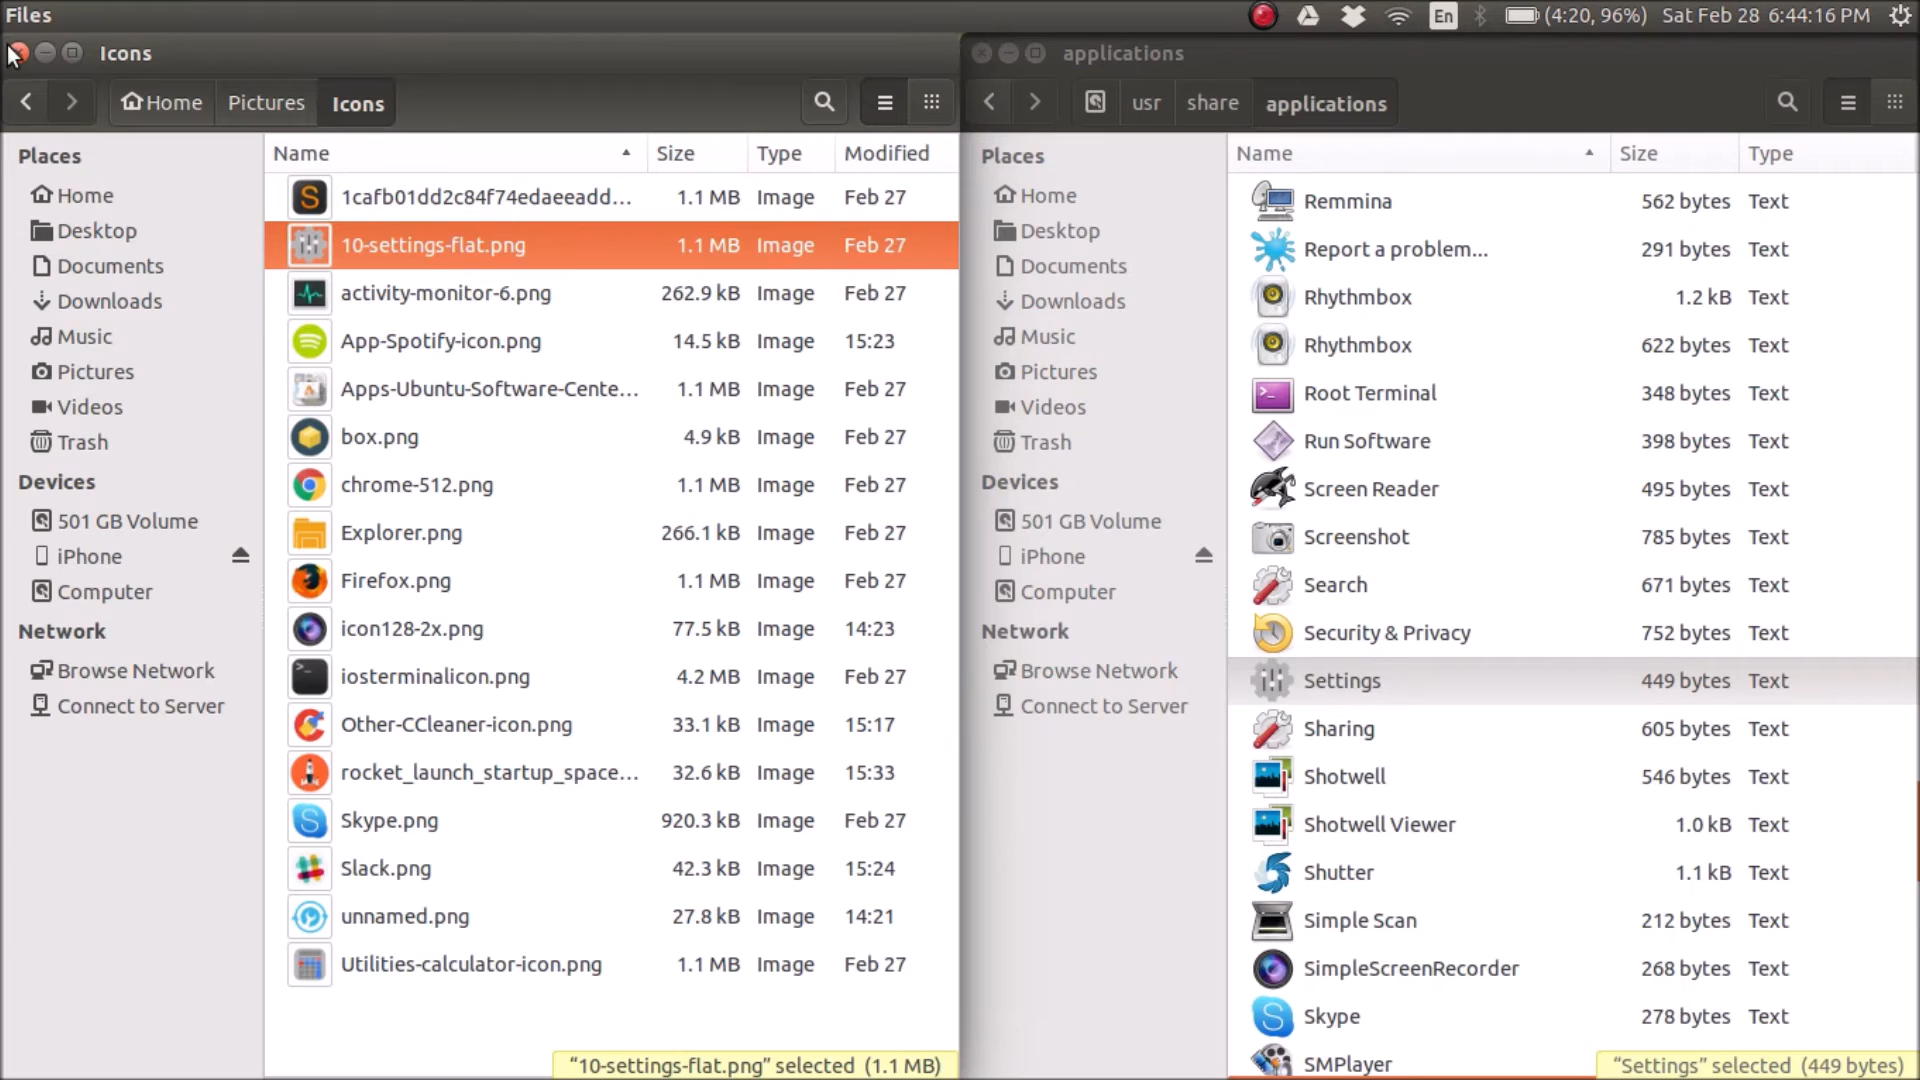 Files
En
(4:20, 96%)
Sat Feb 28 6:44:16 PM
Icons
Home
Pictures
Icons
Places
Home
Desktop
Documents
Downloads
Music
Pictures
Videos
Trash
Devices
501 GB Volume
iPhone
Computer
Network
Browse Network
Connect to Server
Name Size Type Modified
1cafb01dd2c84f74edaeeadd... 1.1 MB Image Feb 27
10-settings-flat.png 1.1 MB Image Feb 27
activity-monitor-6.png 262.9 kB Image Feb 27
App-Spotify-icon.png 14.5 kB Image 15:23
Apps-Ubuntu-Software-Cente... 1.1 MB Image Feb 27
box.png 4.9 kB Image Feb 27
chrome-512.png 1.1 MB Image Feb 27
Explorer.png 266.1 kB Image Feb 27
Firefox.png 1.1 MB Image Feb 27
icon128-2x.png 77.5 kB Image 14:23
iosterminalicon.png 4.2 MB Image Feb 27
Other-CCleaner-icon.png 33.1 kB Image 15:17
rocket_launch_startup_space... 32.6 kB Image 15:33
Skype.png 920.3 kB Image Feb 27
Slack.png 42.3 kB Image 15:24
unnamed.png 27.8 kB Image 14:21
Utilities-calculator-icon.png 1.1 MB Image Feb 27
“10-settings-flat.png” selected (1.1 MB)
applications
usr
share
applications
Places
Home
Desktop
Documents
Downloads
Music
Pictures
Videos
Trash
Devices
501 GB Volume
iPhone
Computer
Network
Browse Network
Connect to Server
Name Size Type
Remmina 562 bytes Text
Report a problem... 291 bytes Text
Rhythmbox 1.2 kB Text
Rhythmbox 622 bytes Text
Root Terminal 348 bytes Text
Run Software 398 bytes Text
Screen Reader 495 bytes Text
Screenshot 785 bytes Text
Search 671 bytes Text
Security & Privacy 752 bytes Text
Settings 449 bytes Text
Sharing 605 bytes Text
Shotwell 546 bytes Text
Shotwell Viewer 1.0 kB Text
Shutter 1.1 kB Text
Simple Scan 212 bytes Text
SimpleScreenRecorder 268 bytes Text
Skype 278 bytes Text
SMPlayer
“Settings” selected (449 bytes)